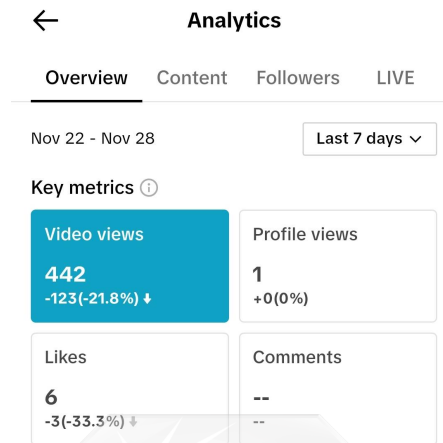 Analytics
Overview Content Followers LIVE
Nov 22 - Nov 28 Last 7 days
Key metrics
Video views Profile views
442 1
-123(-21.8%) +0(0%)
Likes Comments
6 --
-3(-33.3%) --